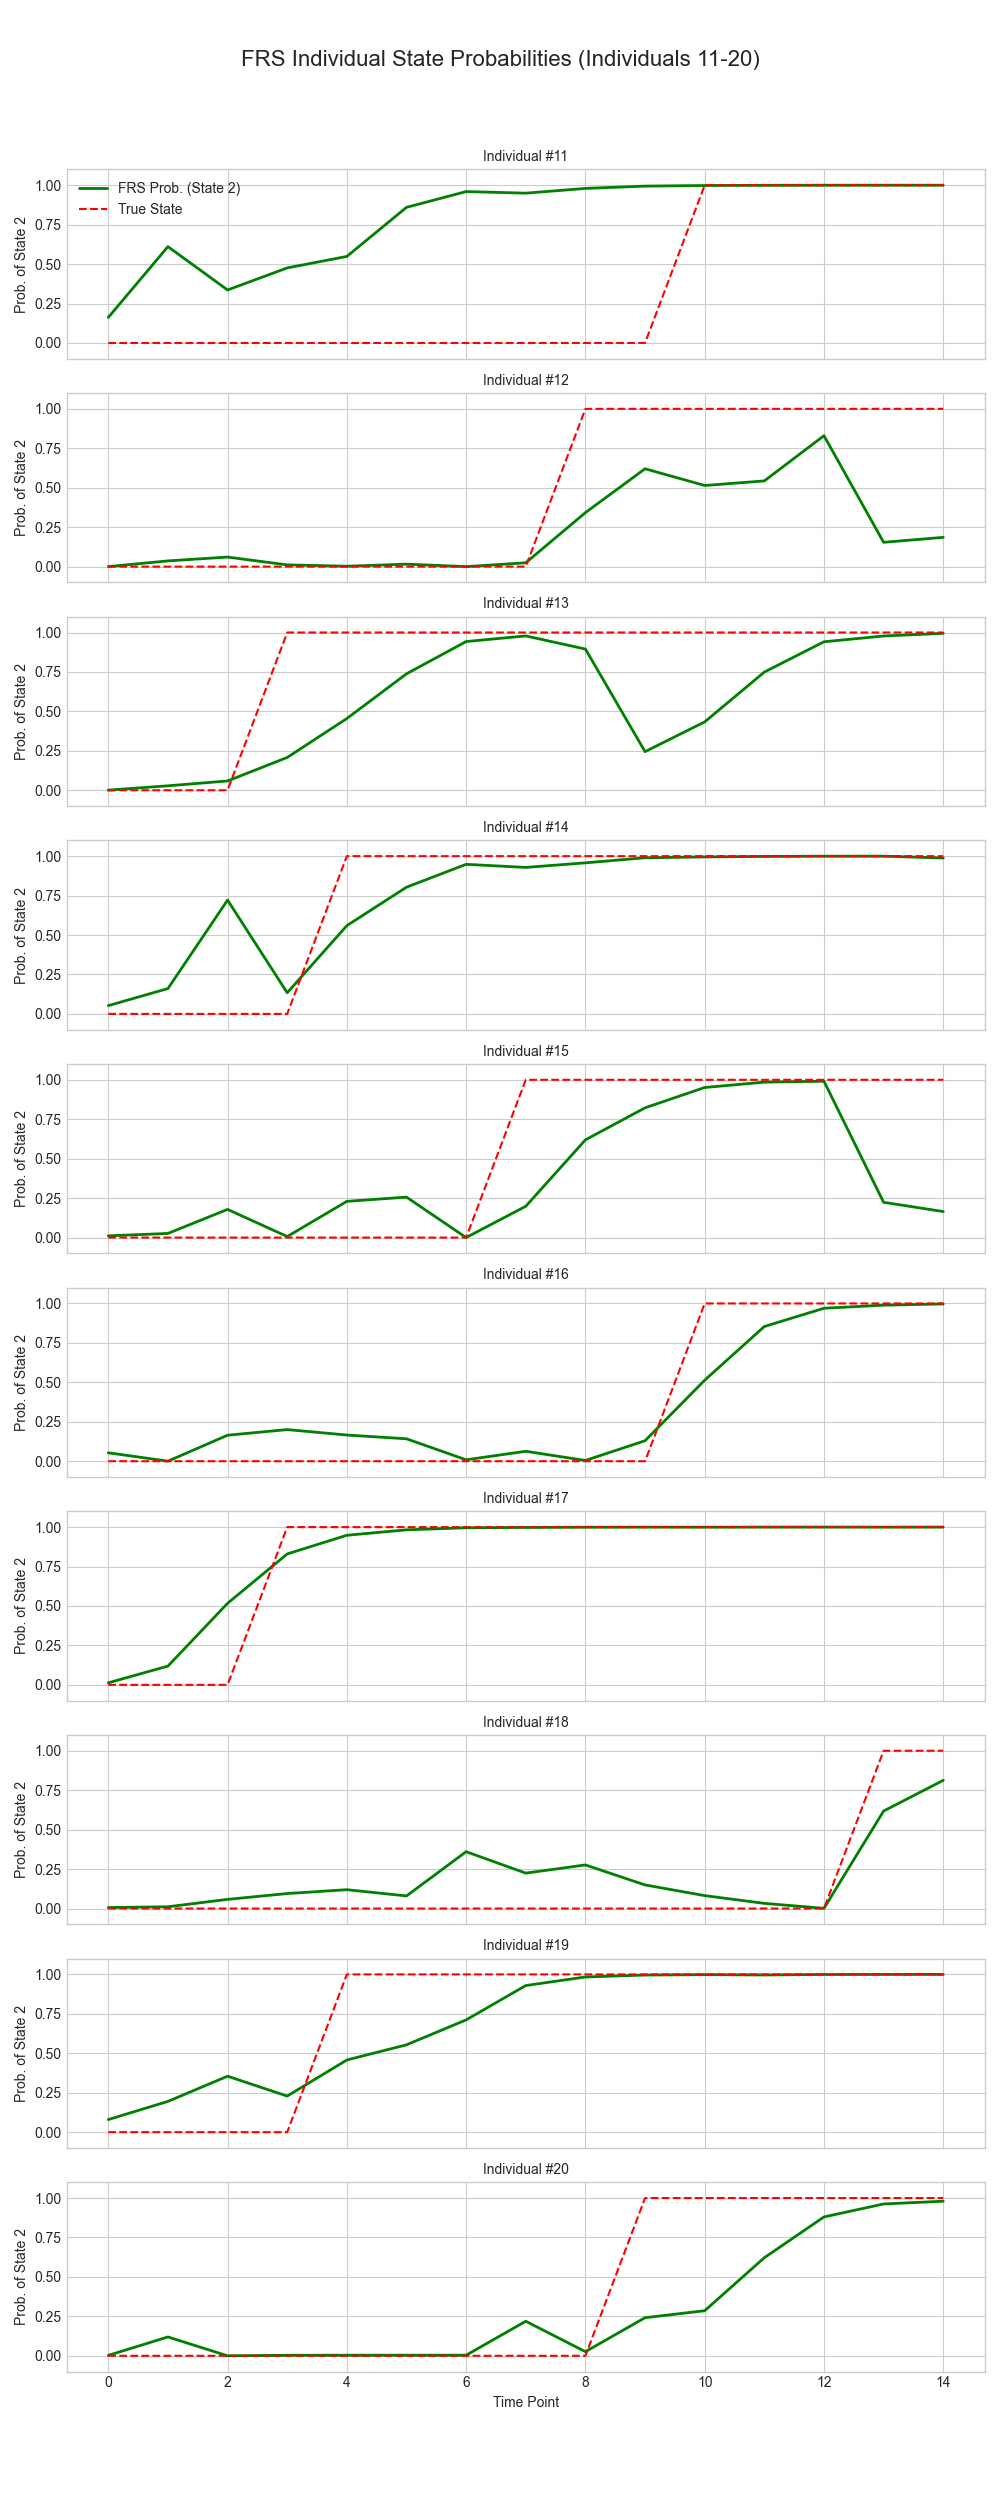 FRS Individual State Probabilities (Individuals 11-20)
Individual #11
Prob. of State 2
1.00
0.75
0.50
0.25
0.00
FRS Prob. (State 2)
True State
Individual #12
Prob. of State 2
1.00
0.75
0.50
0.25
0.00
Individual #13
Prob. of State 2
1.00
0.75
0.50
0.25
0.00
Individual #14
Prob. of State 2
1.00
0.75
0.50
0.25
0.00
Individual #15
Prob. of State 2
1.00
0.75
0.50
0.25
0.00
Individual #16
Prob. of State 2
1.00
0.75
0.50
0.25
0.00
Individual #17
Prob. of State 2
1.00
0.75
0.50
0.25
0.00
Individual #18
Prob. of State 2
1.00
0.75
0.50
0.25
0.00
Individual #19
Prob. of State 2
1.00
0.75
0.50
0.25
0.00
Individual #20
Prob. of State 2
1.00
0.75
0.50
0.25
0.00
0 2 4 6 8 10 12 14
Time Point